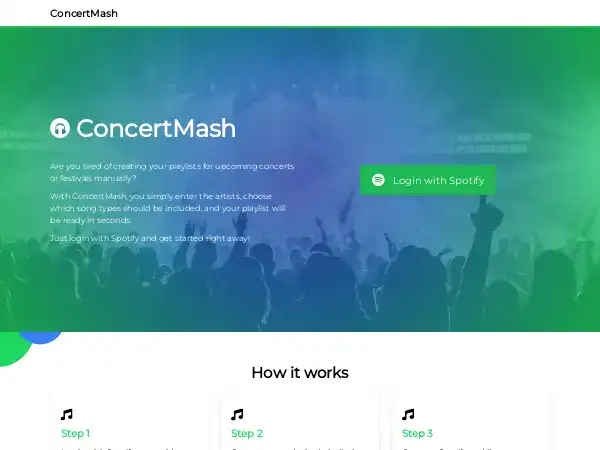 ConcertMash
ConcertMash
Are you tired of creating your playlists for upcoming concerts
or festivals manually?
With ConcertMash, you simply enter the artists, choose
which song types should be included, and your playlist will
be ready in seconds.
Just login with Spotify and get started right away!
Login with Spotify
How it works
Step 1
Step 2
Step 3